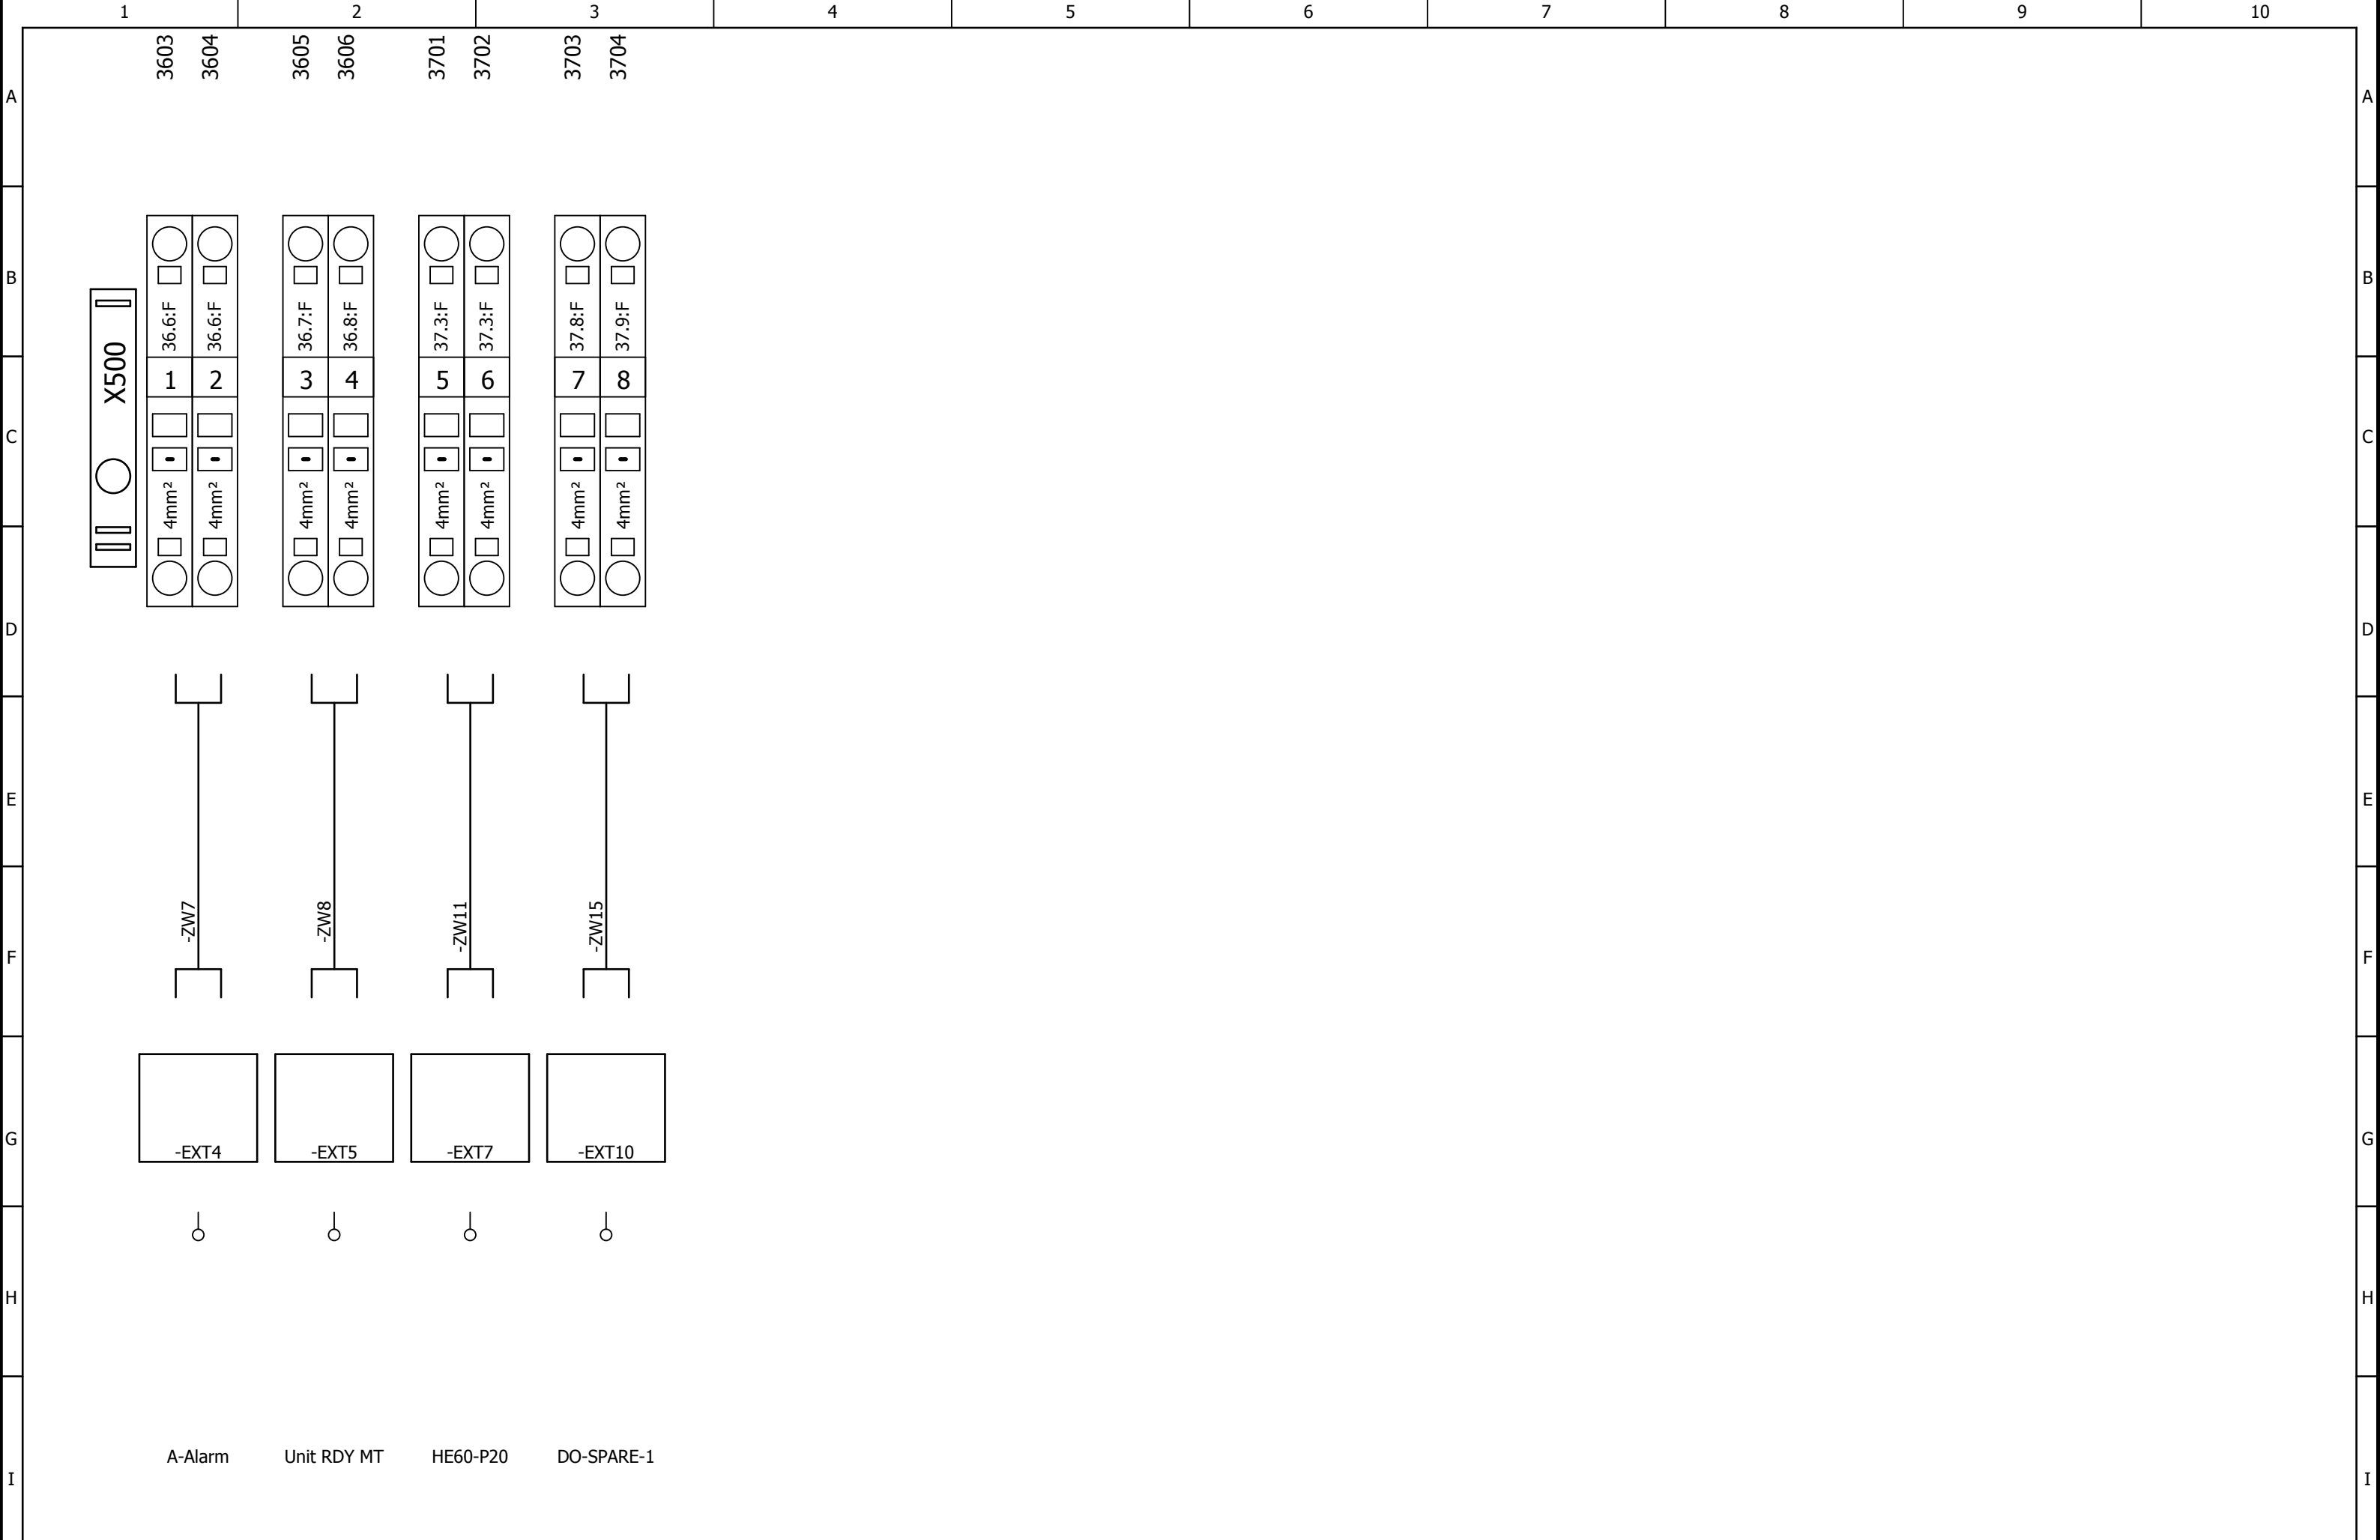 1 2 3 4 5 6 7 8 9 10
3603 3604 3605 3606 3701 3702 3703 3704
A A
B B
36.6:F 36.6:F 36.7:F 36.8:F 37.3:F 37.3:F 37.8:F 37.9:F
X500
1 2 3 4 5 6 7 8
C C
4mm² 4mm² 4mm² 4mm² 4mm² 4mm² 4mm² 4mm²
D D
E E
-ZW7 -ZW8 -ZW11 -ZW15
F F
G G
-EXT4 -EXT5 -EXT7 -EXT10
H H
A-Alarm Unit RDY MT HE60-P20 DO-SPARE-1
I I